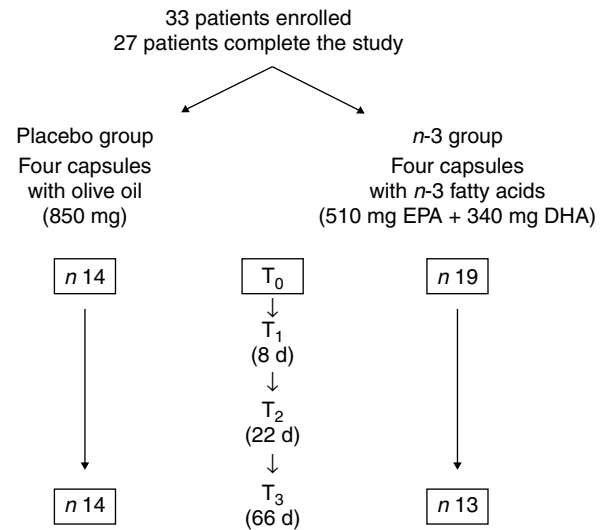 33 patients enrolled
27 patients complete the study
Placebo group
Four capsules
with olive oil
(850 mg)
n-3 group
Four capsules
with n-3 fatty acids
(510 mg EPA + 340 mg DHA)
n 14
T0
n 19
T1
(8 d)
T2
(22 d)
n 14
T3
(66 d)
n 13